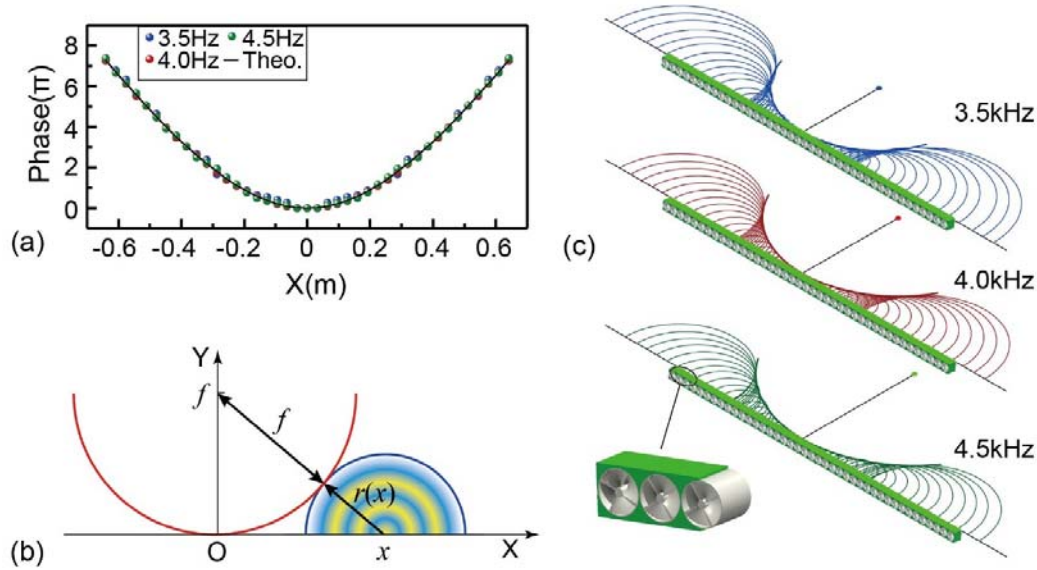 8
6
4
2
0
Phase(π)
3.5Hz 4.5Hz
4.0Hz – Theo.
-0.6 -0.4 -0.2 0 0.2 0.4 0.6
X(m)
(a)
Y
f
f
r(x)
O
x
X
(b)
3.5kHz
(c)
4.0kHz
4.5kHz